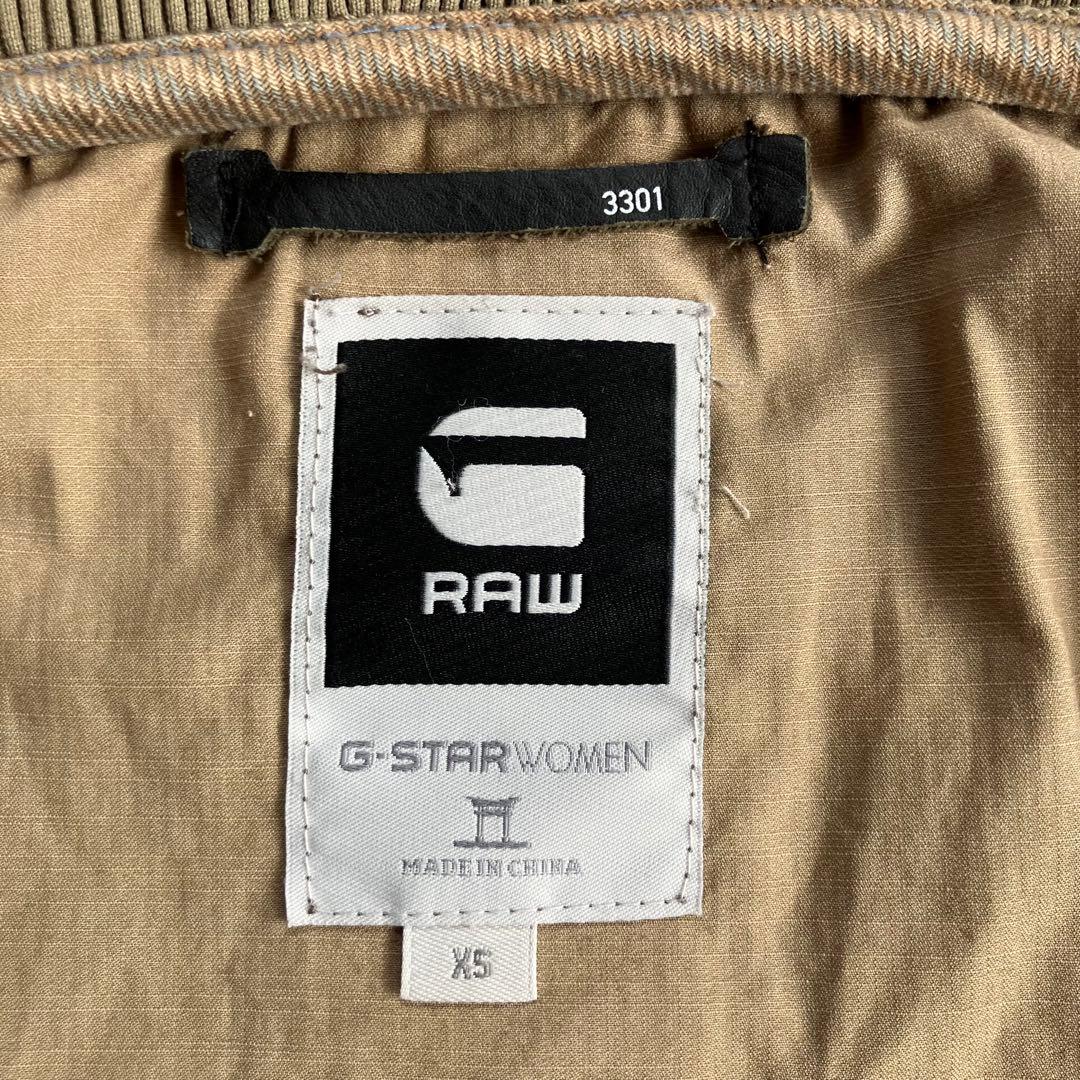 3301
RAW
G-STAR WOMEN
MADE IN CHINA
XS